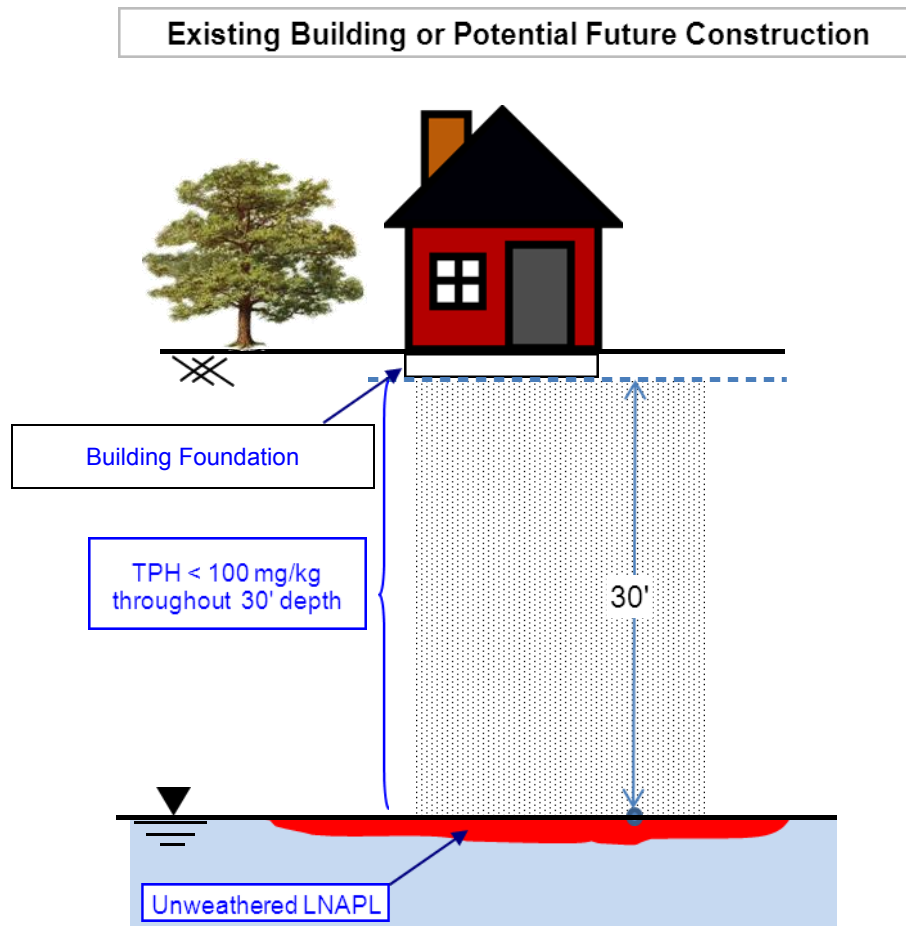 Existing Building or Potential Future Construction
Building Foundation
TPH < 100 mg/kg
throughout 30' depth
30'
Unweathered LNAPL